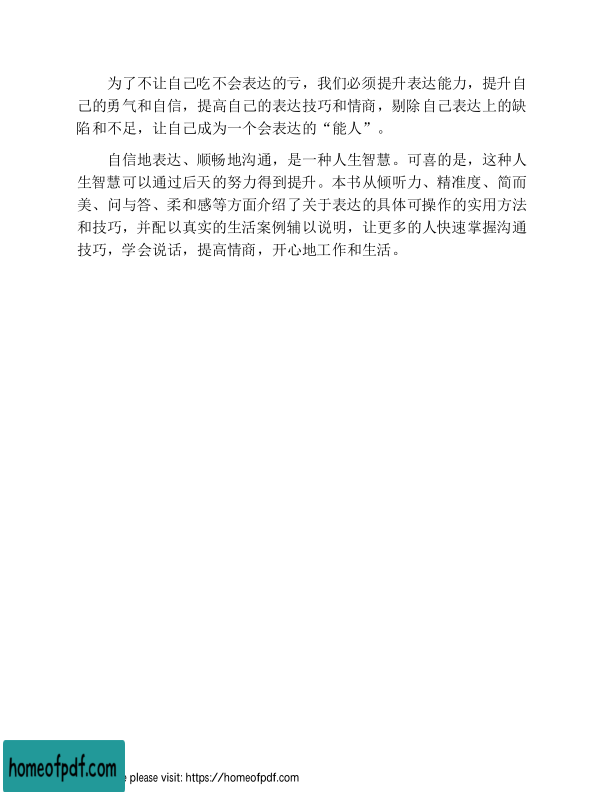 为了不让自己吃不会表达的亏，我们必须提升表达能力，提升自
己的勇气和自信，提高自己的表达技巧和情商，剔除自己表达上的缺
陷和不足，让自己成为一个会表达的“能人”。
自信地表达、顺畅地沟通，是一种人生智慧。可喜的是，这种人
生智慧可以通过后天的努力得到提升。本书从倾听力、精准度、简而
美、问与答、柔和感等方面介绍了关于表达的具体可操作的实用方法
和技巧，并配以真实的生活案例辅以说明，让更多的人快速掌握沟通
技巧，学会说话，提高情商，开心地工作和生活。
homeofpdf.com
e please visit: https://homeofpdf.com